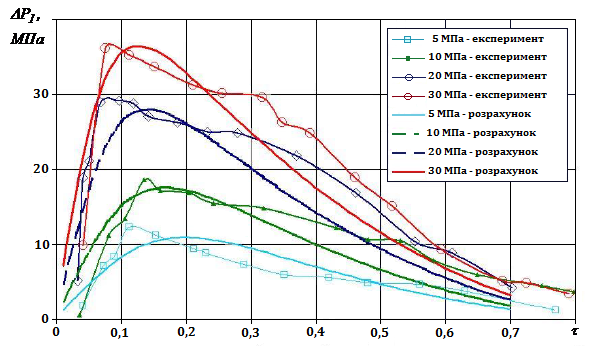 ΔP₁,
МПа
5 МПа - експеримент
10 МПа - експеримент
20 МПа - експеримент
30 МПа - експеримент
5 МПа - розрахунок
10 МПа - розрахунок
20 МПа - розрахунок
30 МПа - розрахунок
30
20
10
0
0 0,1 0,2 0,3 0,4 0,5 0,6 0,7 τ